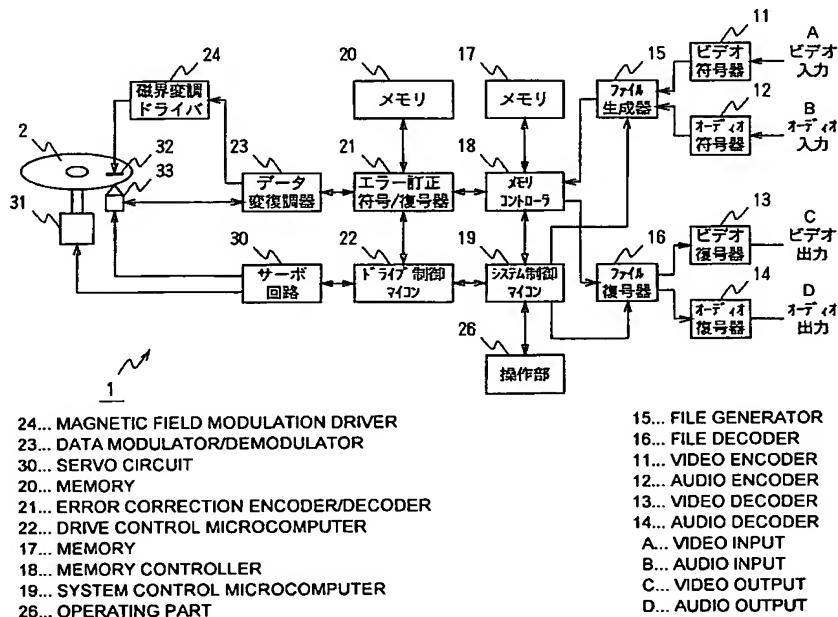 24
磁界変調
ドライバ
20
メモリ
17
メモリ
15
ファイル
生成器
11
ビデオ
符号器
A
ビデオ
入力
12
オーディオ
符号器
B
オーディオ
入力
2
32
33
31
23
データ
変復調器
21
エラー訂正
符号/復号器
18
メモリ
コントローラ
30
サーボ
回路
22
ドライブ制御
マイコン
19
システム制御
マイコン
16
ファイル
復号器
13
ビデオ
復号器
C
ビデオ
出力
14
オーディオ
復号器
D
オーディオ
出力
26
操作部
1
24... MAGNETIC FIELD MODULATION DRIVER
23... DATA MODULATOR/DEMODULATOR
30... SERVO CIRCUIT
20... MEMORY
21... ERROR CORRECTION ENCODER/DECODER
22... DRIVE CONTROL MICROCOMPUTER
17... MEMORY
18... MEMORY CONTROLLER
19... SYSTEM CONTROL MICROCOMPUTER
26... OPERATING PART
15... FILE GENERATOR
16... FILE DECODER
11... VIDEO ENCODER
12... AUDIO ENCODER
13... VIDEO DECODER
14... AUDIO DECODER
A... VIDEO INPUT
B... AUDIO INPUT
C... VIDEO OUTPUT
D... AUDIO OUTPUT